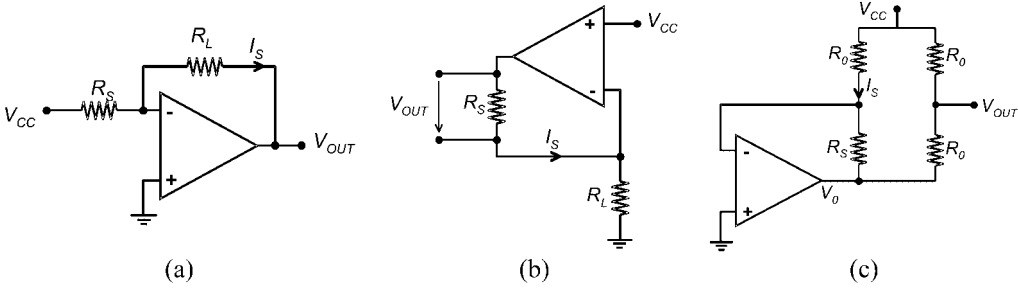 R_L
I_S
R_S
V_CC
-
+
V_OUT
(a)
+
V_CC
-
V_OUT
R_S
I_S
R_L
(b)
V_CC
R_0
R_0
I_S
V_OUT
R_S
R_0
-
+
V_0
(c)